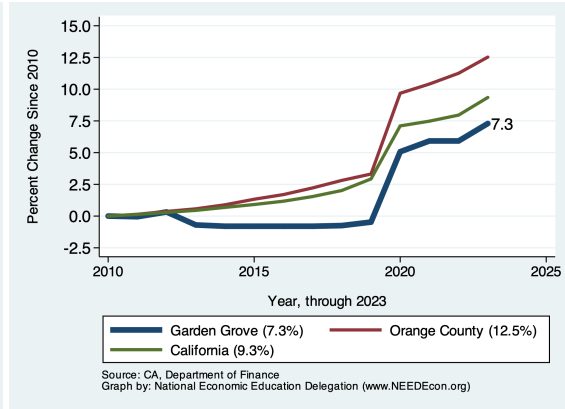 15.0
12.5
10.0
7.5
5.0
2.5
0.0
-2.5
Percent Change Since 2010
7.3
2010 2015 2020 2025
Year, through 2023
Garden Grove (7.3%) Orange County (12.5%)
California (9.3%)
Source: CA, Department of Finance
Graph by: National Economic Education Delegation (www.NEEDEcon.org)